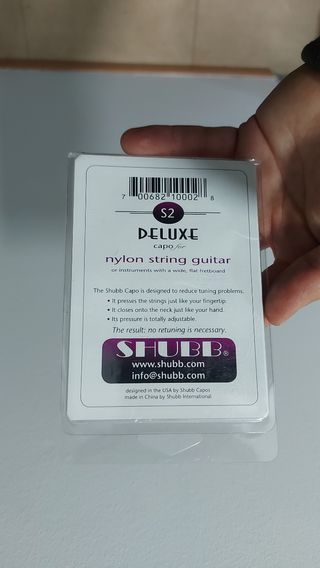 7 00682 10002 8
S2
DELUXE
capo for
nylon string guitar
or instruments with a wide, flat fretboard
The Shubb Capo is designed to reduce tuning problems.
• It presses the strings just like your fingertip.
• It closes onto the neck just like your hand.
• Its pressure is totally adjustable.
The result: no retuning is necessary.
SHUBB®
www.shubb.com
info@shubb.com
designed in the USA by Shubb Capos
made in China by Shubb International